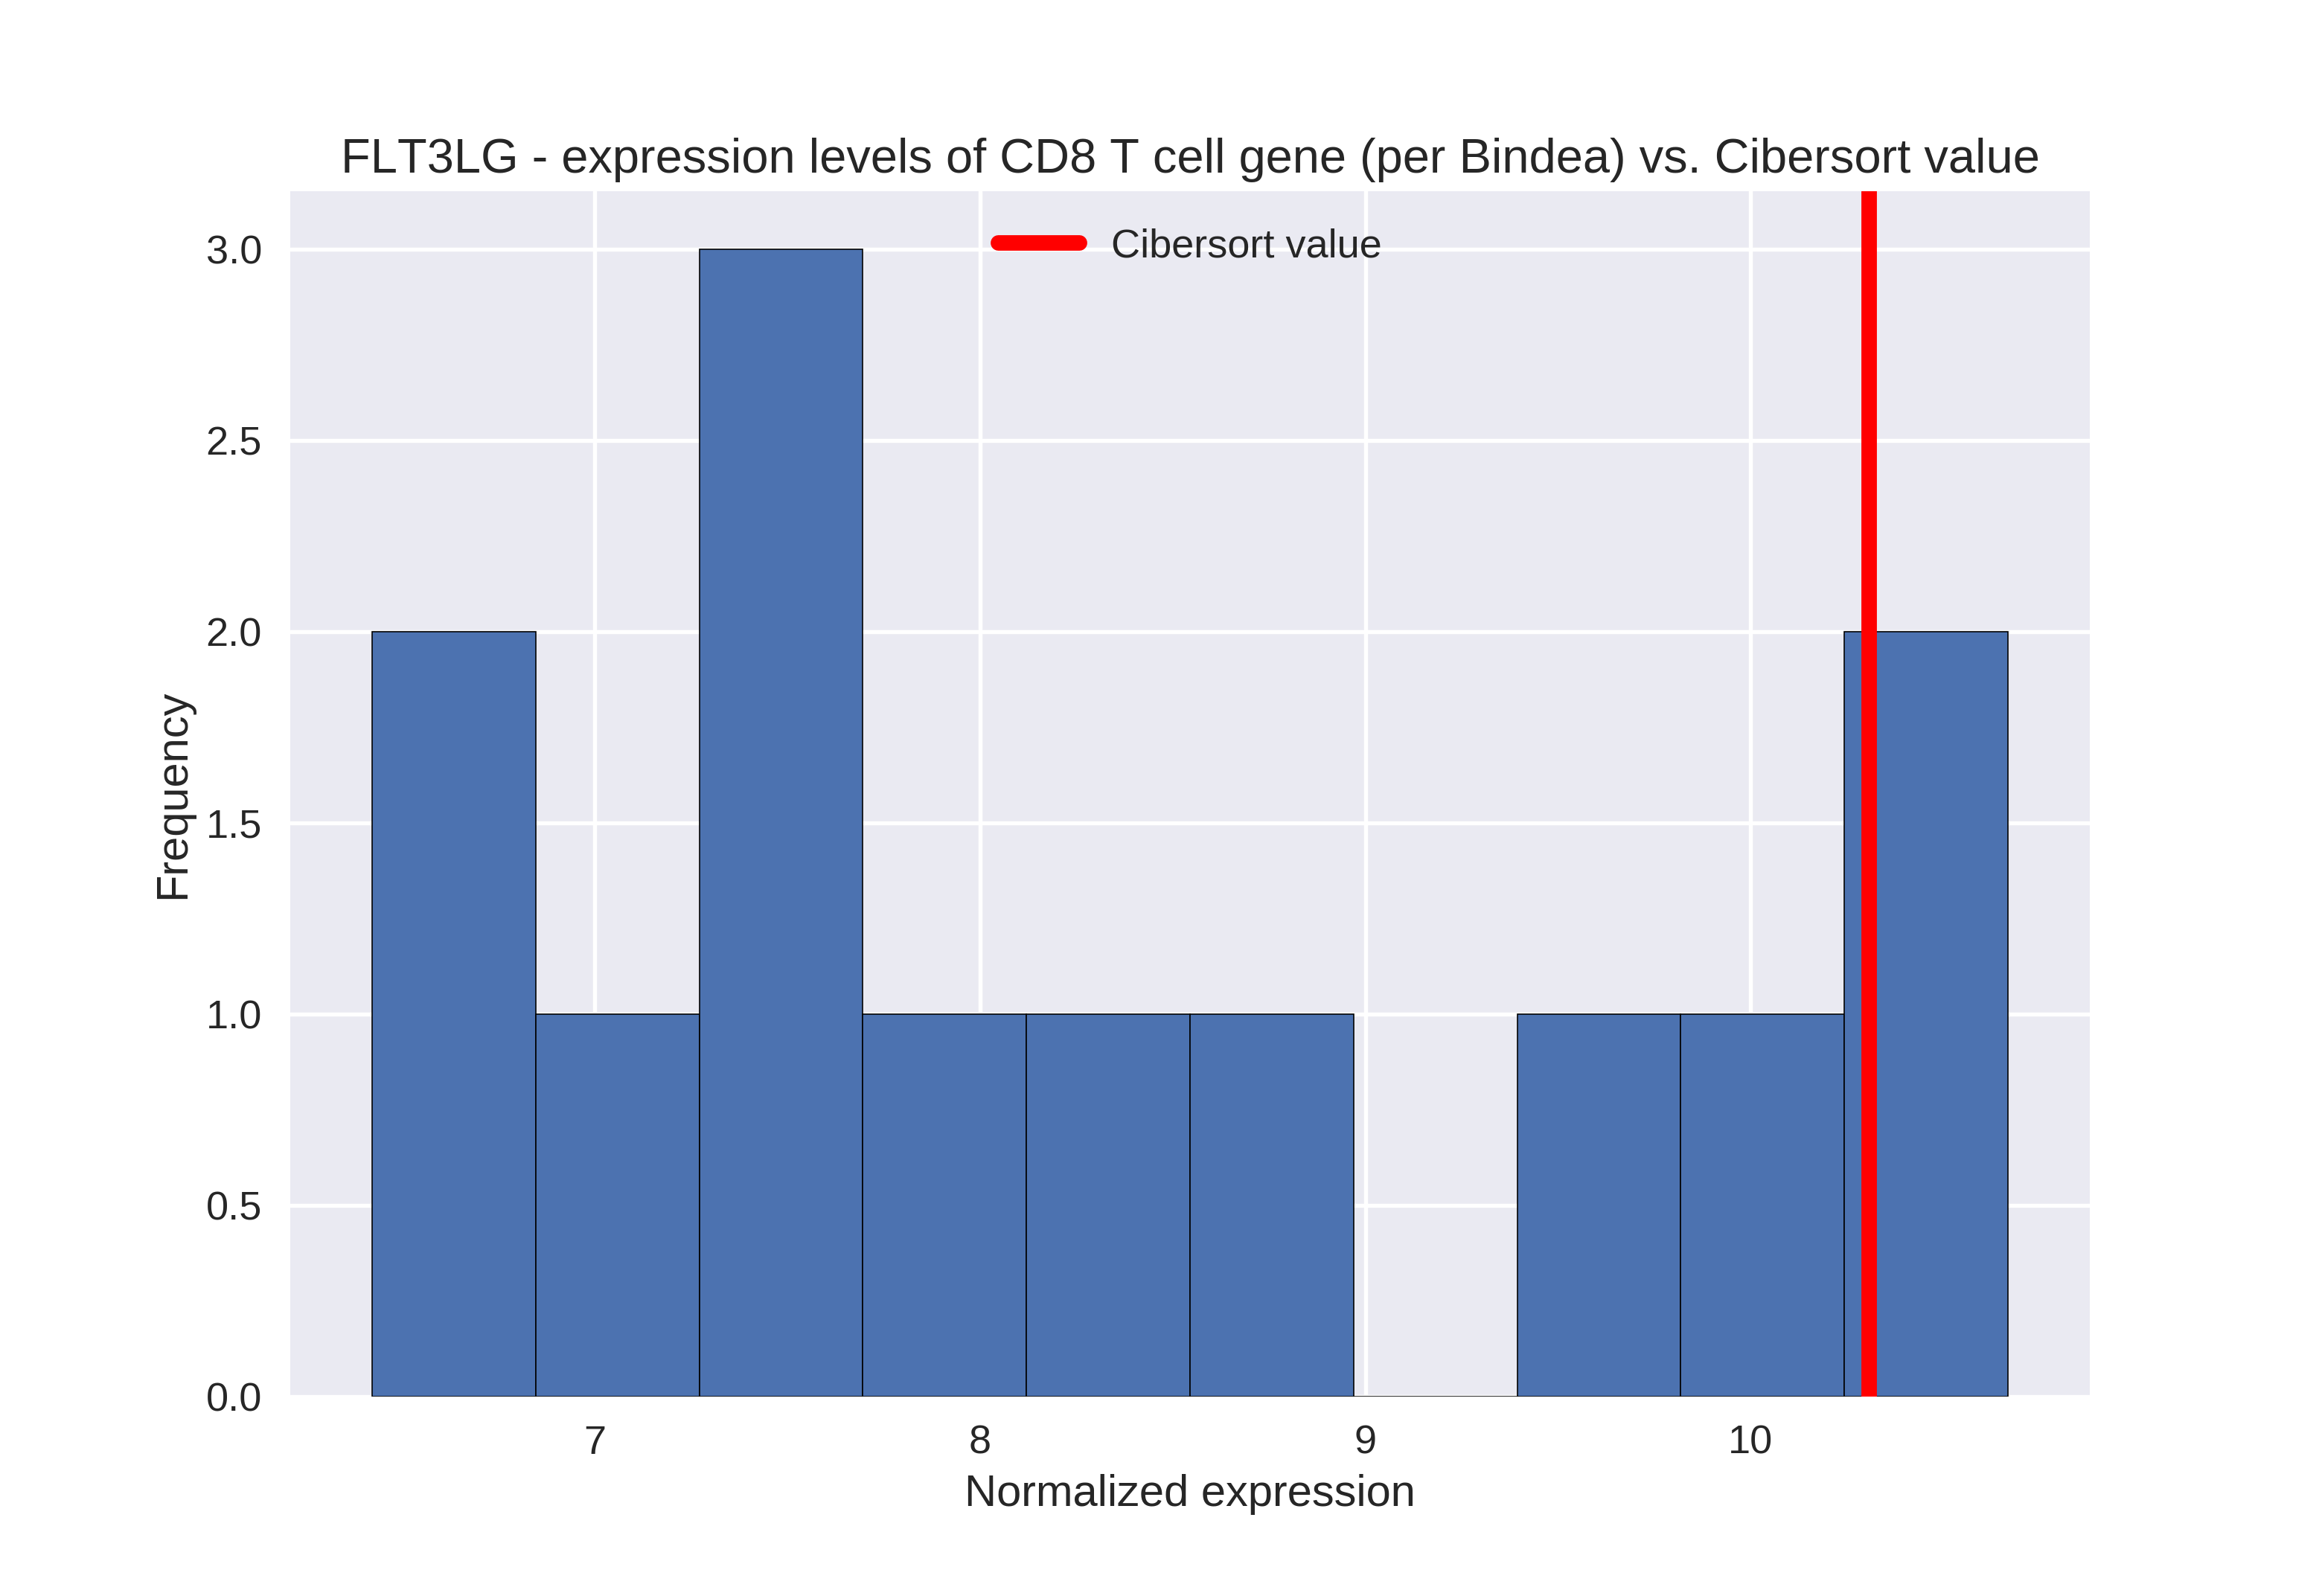 FLT3LG - expression levels of CD8 T cell gene (per Bindea) vs. Cibersort value
Cibersort value
3.0
2.5
2.0
1.5
1.0
0.5
0.0
Frequency
7 8 9 10
Normalized expression